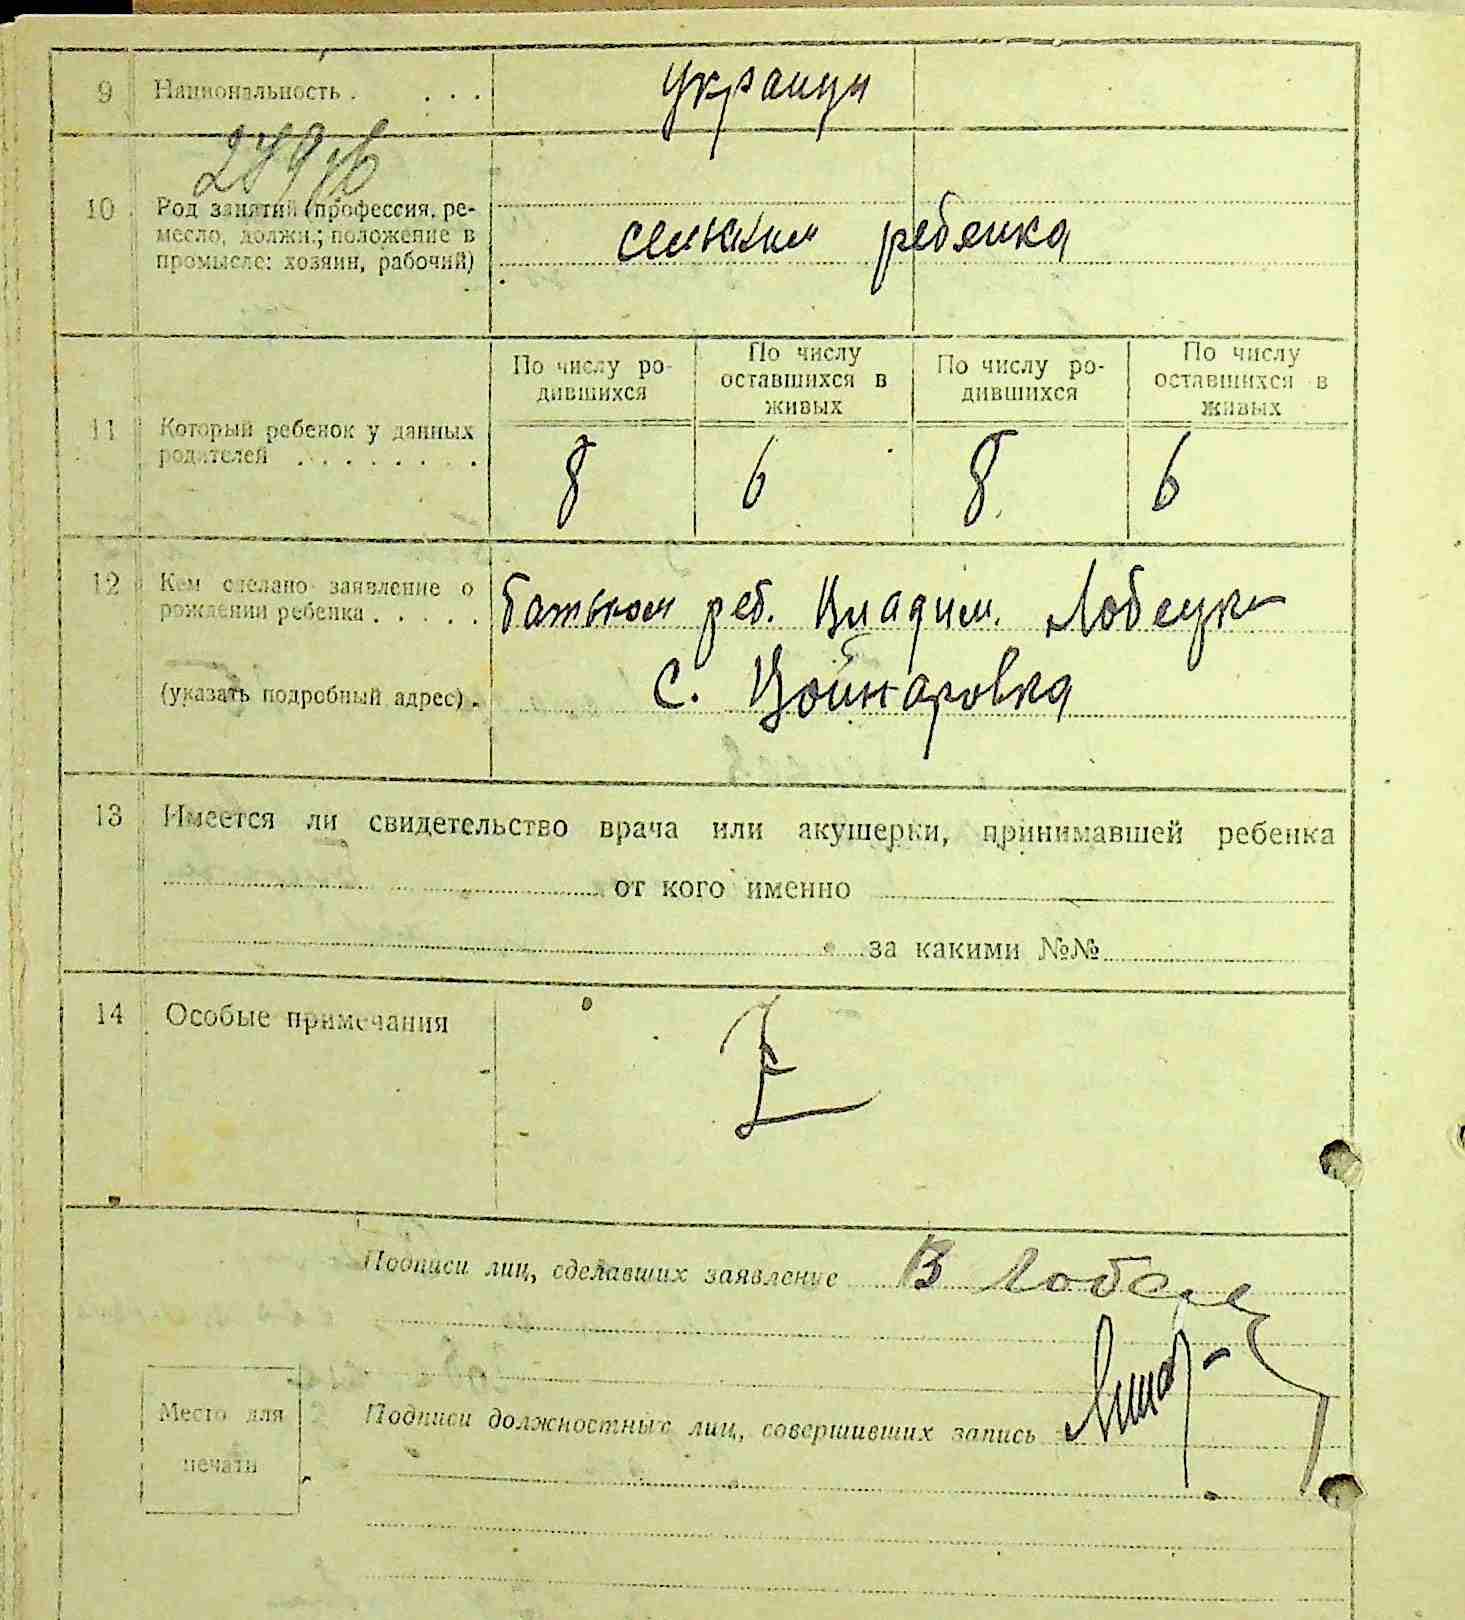 9 Национальность . . . .
украинци
10 Род занятий (профессия, ре-
месло, должн.; положение в
промысле: хозяин, рабочий)
ребенка
По числу ро-
дившихся
По числу
оставшихся в
живых
По числу ро-
дившихся
По числу
оставшихся в
живых
11 Который ребенок у данных
родителей . . . . . . . .
8 6 8 6
12 Кем сделано заявление о
рождении ребенка . . . . .
батьком реб. Владим. Лобецки
(указать подробный адрес) .
с. Войнаровка
13 Имеется ли свидетельство врача или акушерки, принимавшей ребенка
от кого именно
за какими №№
14 Особые примечания
Подписи лиц, сделавших заявление В Лобец
Место для
печати
Подписи должностных лиц, совершивших запись